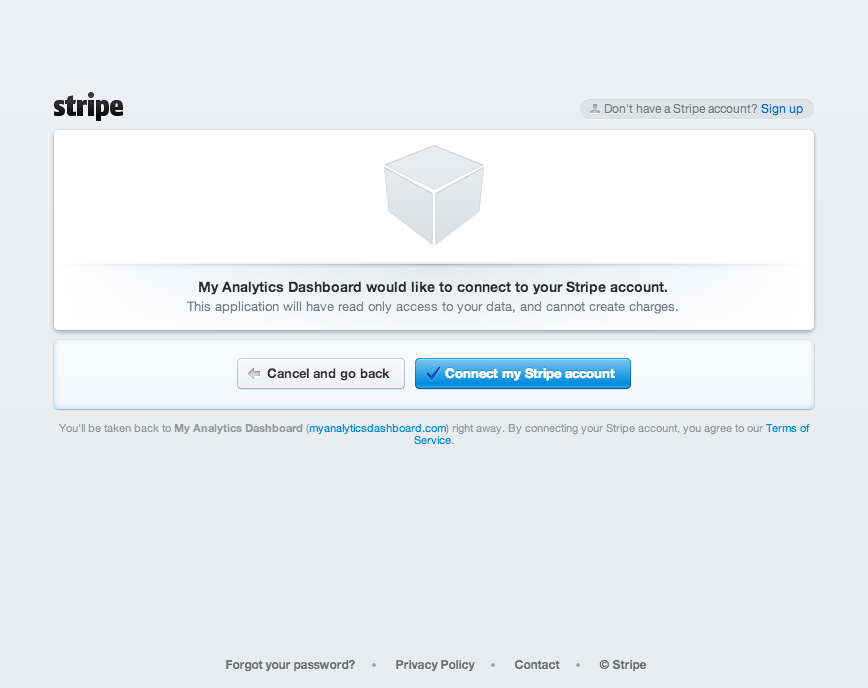 stripe
Don't have a Stripe account? Sign up
My Analytics Dashboard would like to connect to your Stripe account.
This application will have read only access to your data, and cannot create charges.
Cancel and go back
Connect my Stripe account
You'll be taken back to My Analytics Dashboard (myanalyticsdashboard.com) right away. By connecting your Stripe account, you agree to our Terms of
Service.
Forgot your password? • Privacy Policy • Contact • © Stripe